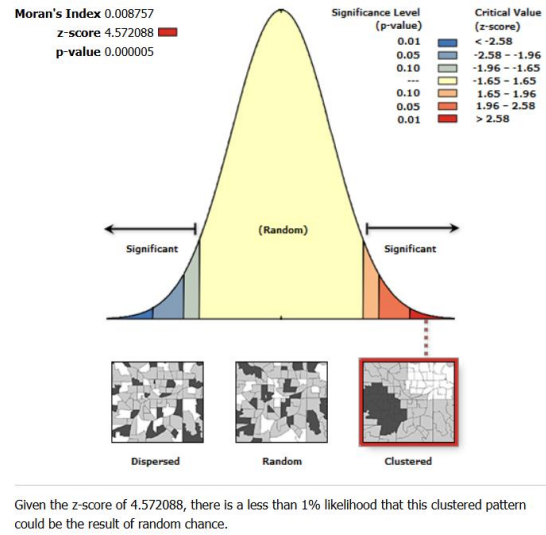 Moran's Index 0.008757
z-score 4.572088
p-value 0.000005
Significance Level
(p-value)
Critical Value
(z-score)
0.01 < -2.58
0.05 -2.58 – -1.96
0.10 -1.96 – -1.65
--- -1.65 – 1.65
0.10 1.65 – 1.96
0.05 1.96 – 2.58
0.01 > 2.58
(Random)
Significant
Significant
Dispersed
Random
Clustered
Given the z-score of 4.572088, there is a less than 1% likelihood that this clustered pattern
could be the result of random chance.